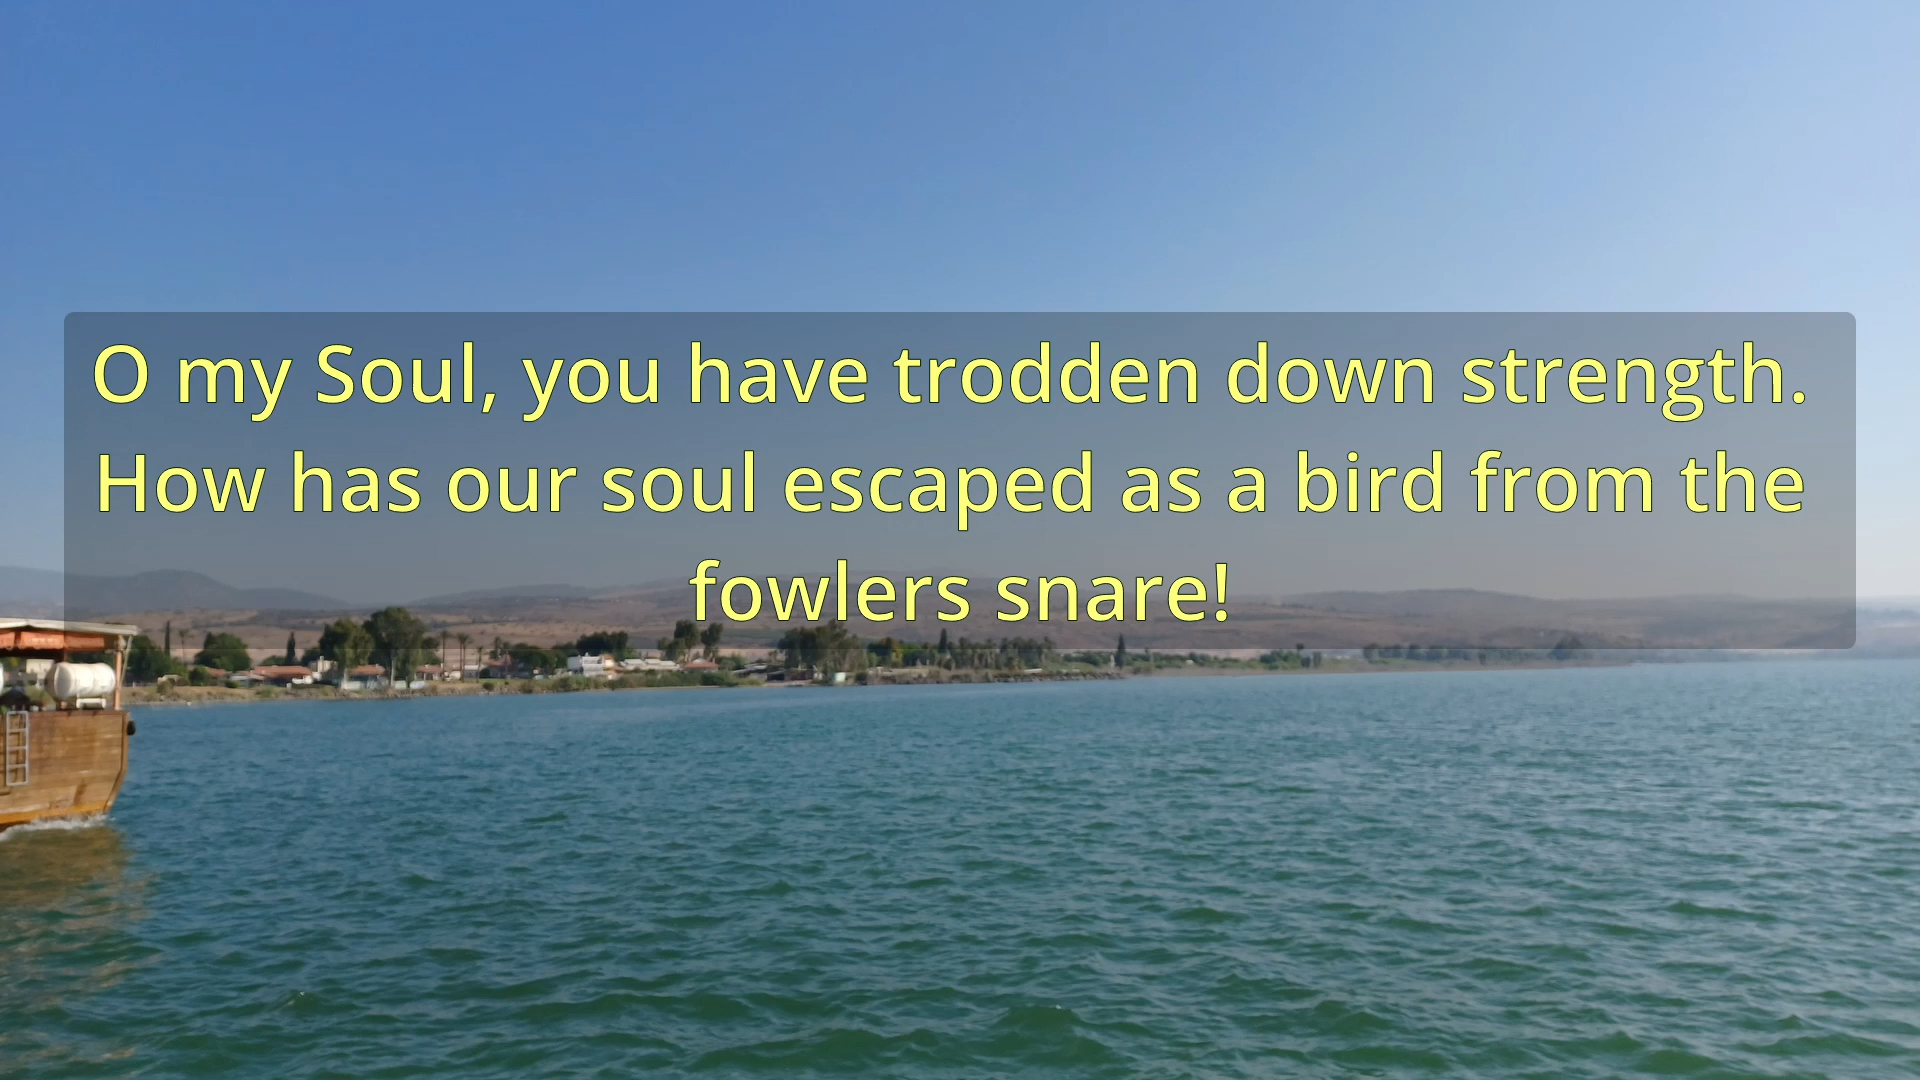 O my Soul, you have trodden down strength.
How has our soul escaped as a bird from the
fowlers snare!